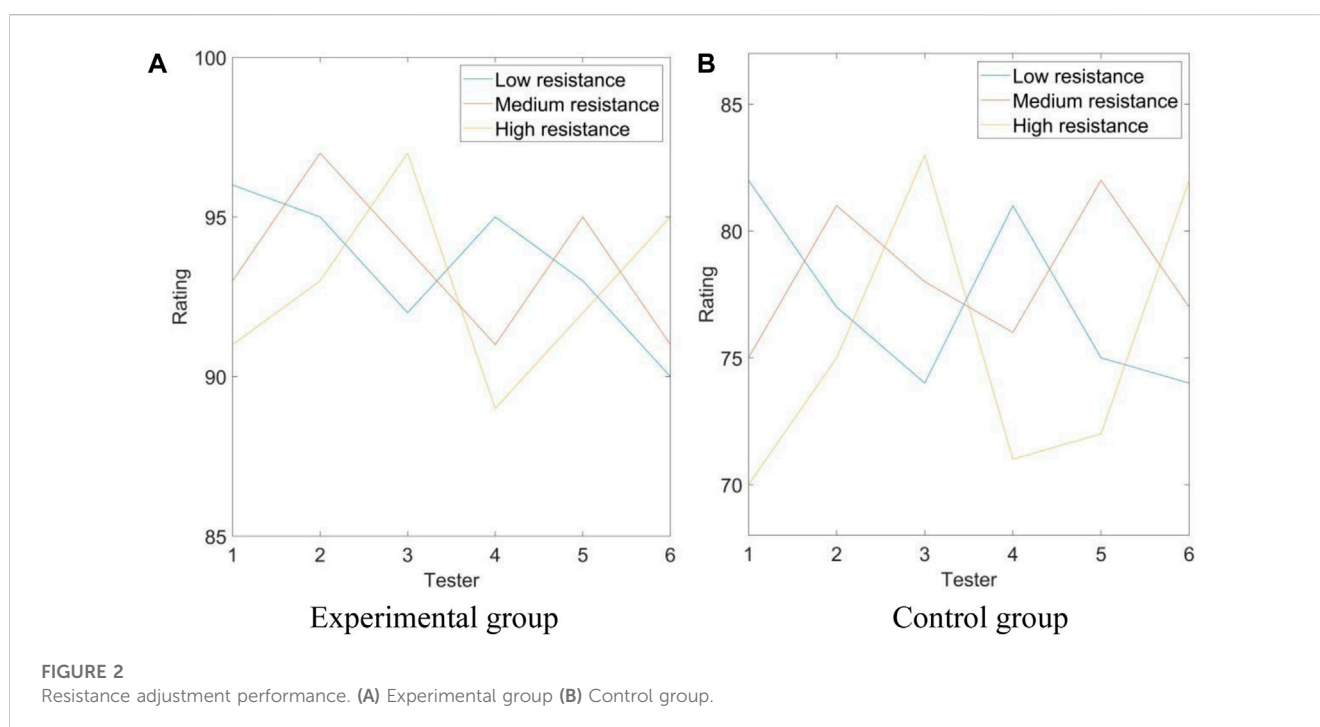 A
100
95
90
85
Rating
Low resistance
Medium resistance
High resistance
1 2 3 4 5 6
Tester
Experimental group
B
85
80
75
70
Rating
Low resistance
Medium resistance
High resistance
1 2 3 4 5 6
Tester
Control group
FIGURE 2
Resistance adjustment performance. (A) Experimental group (B) Control group.